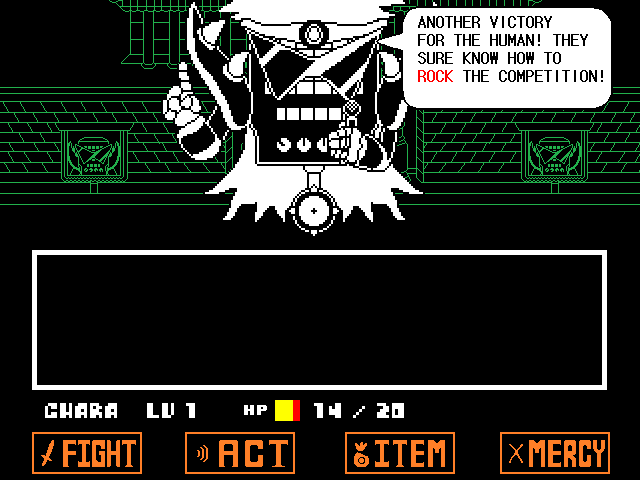 ANOTHER VICTORY
FOR THE HUMAN! THEY
SURE KNOW HOW TO
ROCK THE COMPETITION!
CHARA LV 1 HP 14 / 20
FIGHT ACT ITEM MERCY